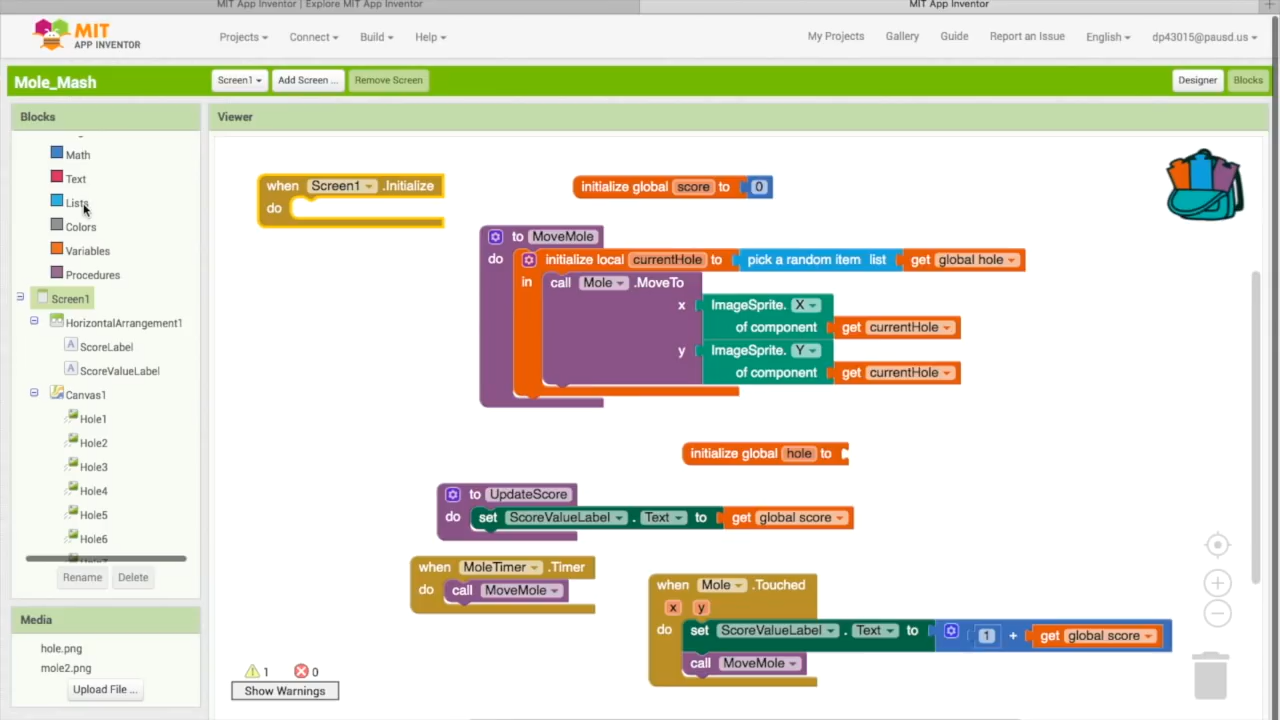 MIT App Inventor | Explore MIT App Inventor
MIT App Inventor
MIT
APP INVENTOR
Projects
Connect
Build
Help
My Projects
Gallery
Guide
Report an Issue
English
dp43015@pausd.us
Mole_Mash
Screen1
Add Screen ...
Remove Screen
Designer
Blocks
Blocks
Math
Text
Lists
Colors
Variables
Procedures
Screen1
HorizontalArrangement1
A ScoreLabel
A ScoreValueLabel
Canvas1
Hole1
Hole2
Hole3
Hole4
Hole5
Hole6
Rename
Delete
Media
hole.png
mole2.png
Upload File ...
Viewer
when Screen1 .Initialize
do
initialize global score to 0
to MoveMole
do initialize local currentHole to pick a random item list get global hole
in call Mole .MoveTo
x ImageSprite. X
of component get currentHole
y ImageSprite. Y
of component get currentHole
initialize global hole to
to UpdateScore
do set ScoreValueLabel . Text to get global score
when MoleTimer .Timer
do call MoveMole
when Mole .Touched
x y
do set ScoreValueLabel . Text to 1 + get global score
call MoveMole
1 0
Show Warnings